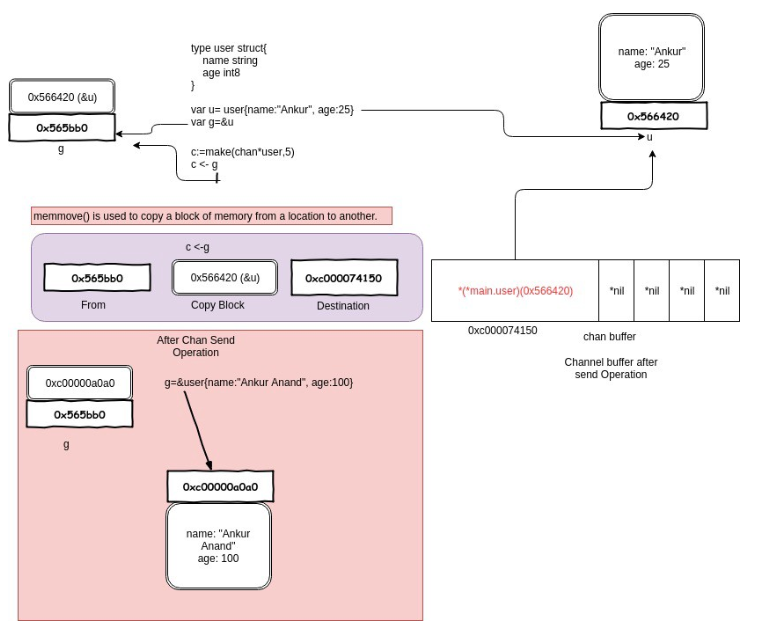 type user struct{
name string
age int8
}
var u= user{name:"Ankur", age:25}
var g=&u
c:=make(chan*user,5)
c <- g
0x566420 (&u)
0x565bb0
g
name: "Ankur"
age: 25
0x566420
u
memmove() is used to copy a block of memory from a location to another.
c <-g
0x565bb0
From
0x566420 (&u)
Copy Block
0xc000074150
Destination
*(*main.user)(0x566420)
*nil
*nil
*nil
*nil
0xc000074150
chan buffer
Channel buffer after
send Operation
After Chan Send
Operation
0xc00000a0a0
0x565bb0
g
g=&user{name:"Ankur Anand", age:100}
0xc00000a0a0
name: "Ankur
Anand"
age: 100